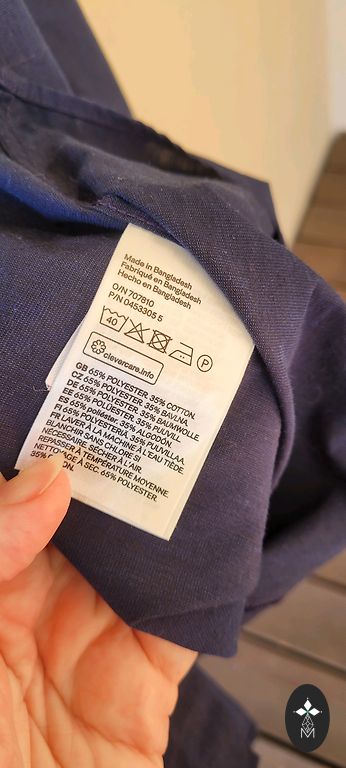 Made in Bangladesh
Fabriqué en Bangladesh
Hecho en Bangladesh
O/N 707810
P/N 0453305 5
40 P
clevercare.info
GB 65% POLYESTER, 35% COTTON.
CZ 65% POLYESTER, 35% BAVLNA.
DE 65% POLYESTER, 35% BAUMWOLLE
EE 65% POLÜESTER, 35% PUUVILL.
ES 65% poliéster, 35% ALGODÓN.
FI 65% POLYESTERIÄ, 35% PUUVILLAA.
FR LAVER À LA MACHINE À L'EAU TIÈDE
BLANCHIR SANS CHLORE SI
NÉCESSAIRE. SÉCHER À L'AIR.
REPASSER À TEMPÉRATURE MOYENNE.
NETTOYAGE À SEC. 65% POLYESTER,
35%
M